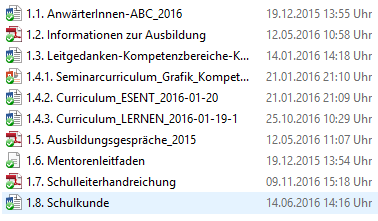 1.1. AnwärterInnen-ABC_2016 19.12.2015 13:55 Uhr
1.2. Informationen zur Ausbildung 12.05.2016 10:58 Uhr
1.3. Leitgedanken-Kompetenzbereiche-K... 14.01.2016 14:18 Uhr
1.4.1. Seminarcurriculum_Grafik_Kompet... 21.01.2016 21:10 Uhr
1.4.2. Curriculum_ESENT_2016-01-20 21.01.2016 21:09 Uhr
1.4.3. Curriculum_LERNEN_2016-01-19-1 25.10.2016 10:29 Uhr
1.5. Ausbildungsgespräche_2015 12.05.2016 11:07 Uhr
1.6. Mentorenleitfaden 19.12.2015 13:54 Uhr
1.7. Schulleiterhandreichung 09.11.2016 15:18 Uhr
1.8. Schulkunde 14.06.2016 14:16 Uhr